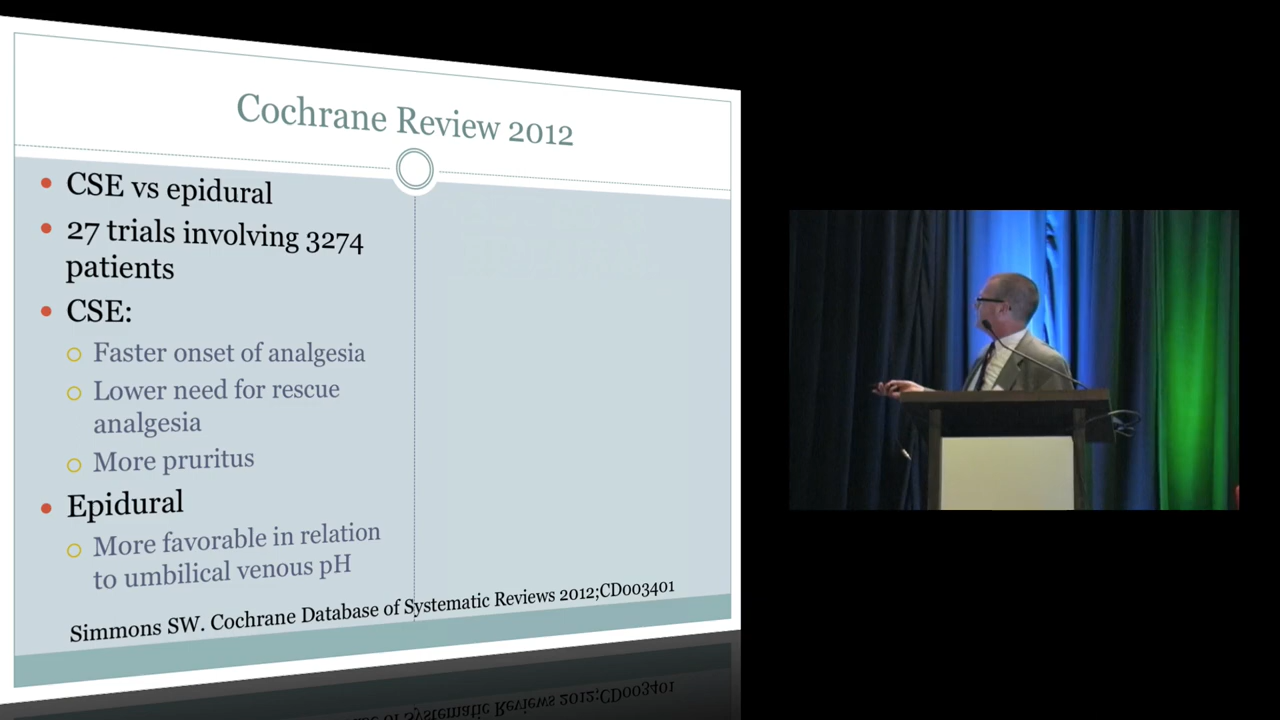 Cochrane Review 2012
CSE vs epidural
27 trials involving 3274
patients
CSE:
Faster onset of analgesia
Lower need for rescue
analgesia
More pruritus
Epidural
More favorable in relation
to umbilical venous pH
Simmons SW. Cochrane Database of Systematic Reviews 2012;CD003401